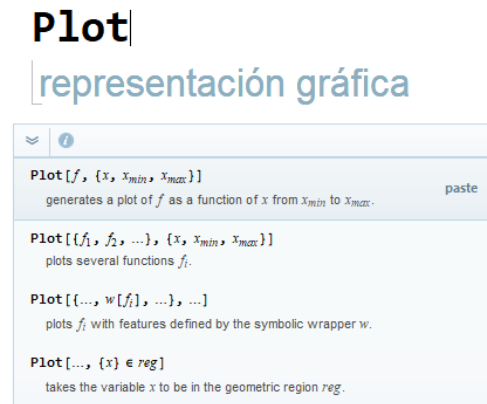 Plot
representación gráfica
Plot[f, {x, xmin, xmax}]
generates a plot of f as a function of x from xmin to xmax.
paste
Plot[{f1, f2, ...}, {x, xmin, xmax}]
plots several functions fi.
Plot[{..., w[fi], ...}, ...]
plots fi with features defined by the symbolic wrapper w.
Plot[..., {x} ∈ reg]
takes the variable x to be in the geometric region reg.